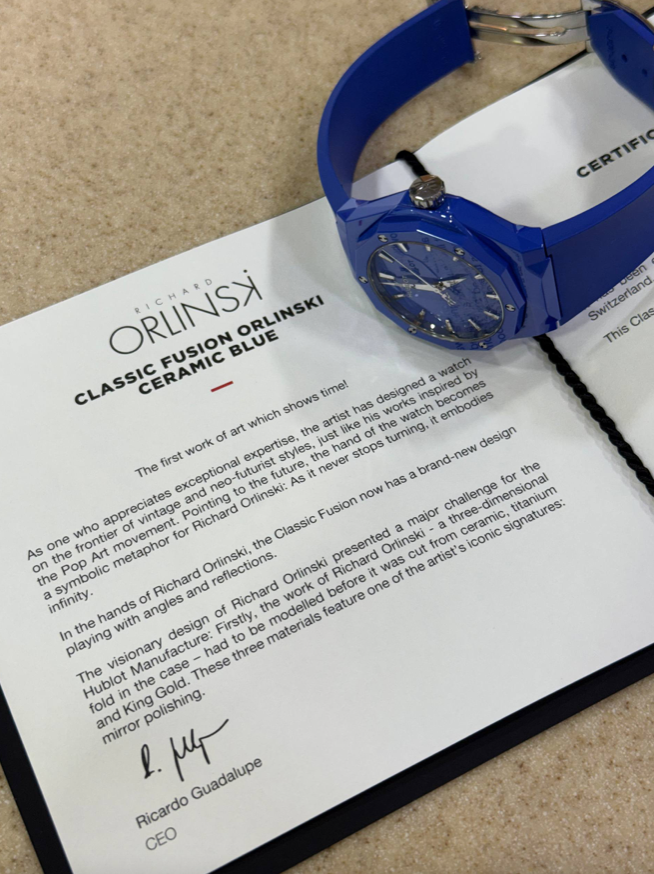 RICHARD
ORLINSKI
CLASSIC FUSION ORLINSKI
CERAMIC BLUE
The first work of art which shows time!
As one who appreciates exceptional expertise, the artist has designed a watch
on the frontier of vintage and neo-futurist styles, just like his works inspired by
the Pop Art movement. Pointing to the future, the hand of the watch becomes
a symbolic metaphor for Richard Orlinski: As it never stops turning, it embodies
infinity.
In the hands of Richard Orlinski, the Classic Fusion now has a brand-new design
playing with angles and reflections.
The visionary design of Richard Orlinski presented a major challenge for the
Hublot Manufacture: Firstly, the work of Richard Orlinski - a three-dimensional
fold in the case – had to be modelled before it was cut from ceramic, titanium
and King Gold. These three materials feature one of the artist's iconic signatures:
mirror polishing.
Ricardo Guadalupe
CEO
CERTIFIC
been
Switzerland
This Clas